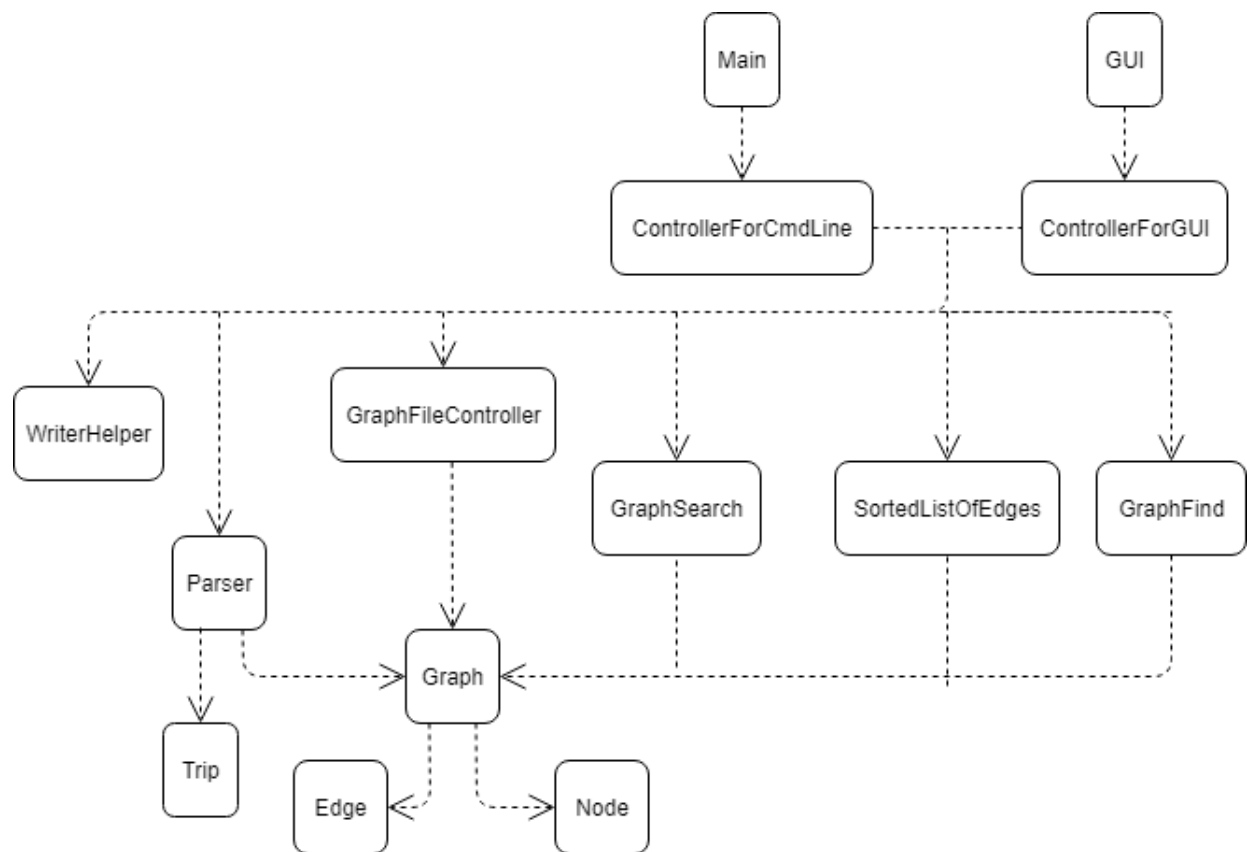 Main
GUI
ControllerForCmdLine
ControllerForGUI
WriterHelper
GraphFileController
GraphSearch
SortedListOfEdges
GraphFind
Parser
Graph
Trip
Edge
Node